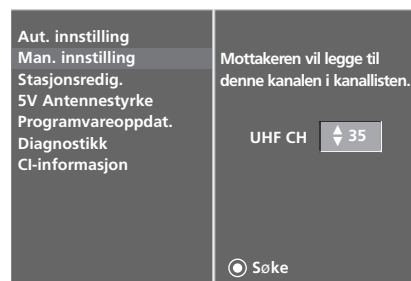 Aut. innstilling
Man. innstilling
Stasjonsredig.
5V Antennestyrke
Programvareoppdat.
Diagnostikk
CI-informasjon
Mottakeren vil legge til
denne kanalen i kanallisten.
UHF CH 35
Søke